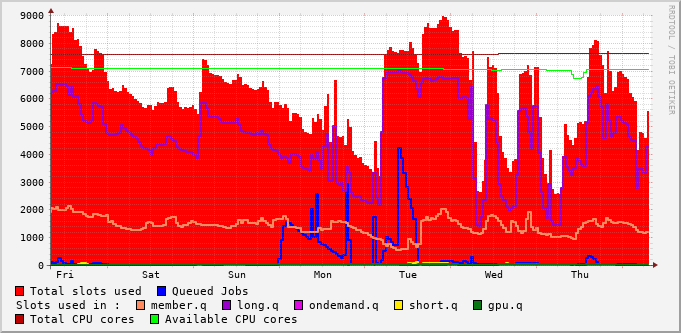 9000
8000
7000
6000
5000
4000
3000
2000
1000
0
Fri Sat Sun Mon Tue Wed Thu
RRDTOOL / TOBI OETIKER
Total slots used Queued Jobs
Slots used in : member.q long.q ondemand.q short.q gpu.q
Total CPU cores Available CPU cores